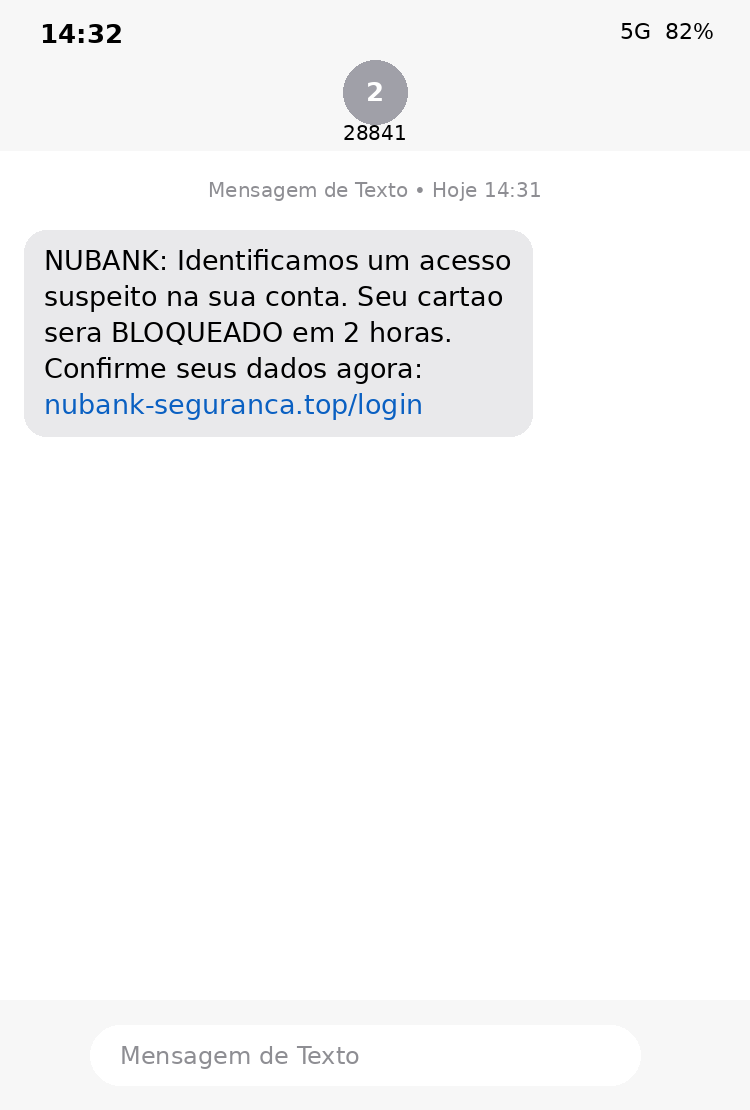 14:32
5G 82%
2
28841
Mensagem de Texto • Hoje 14:31
NUBANK: Identificamos um acesso
suspeito na sua conta. Seu cartao
sera BLOQUEADO em 2 horas.
Confirme seus dados agora:
nubank-seguranca.top/login
Mensagem de Texto